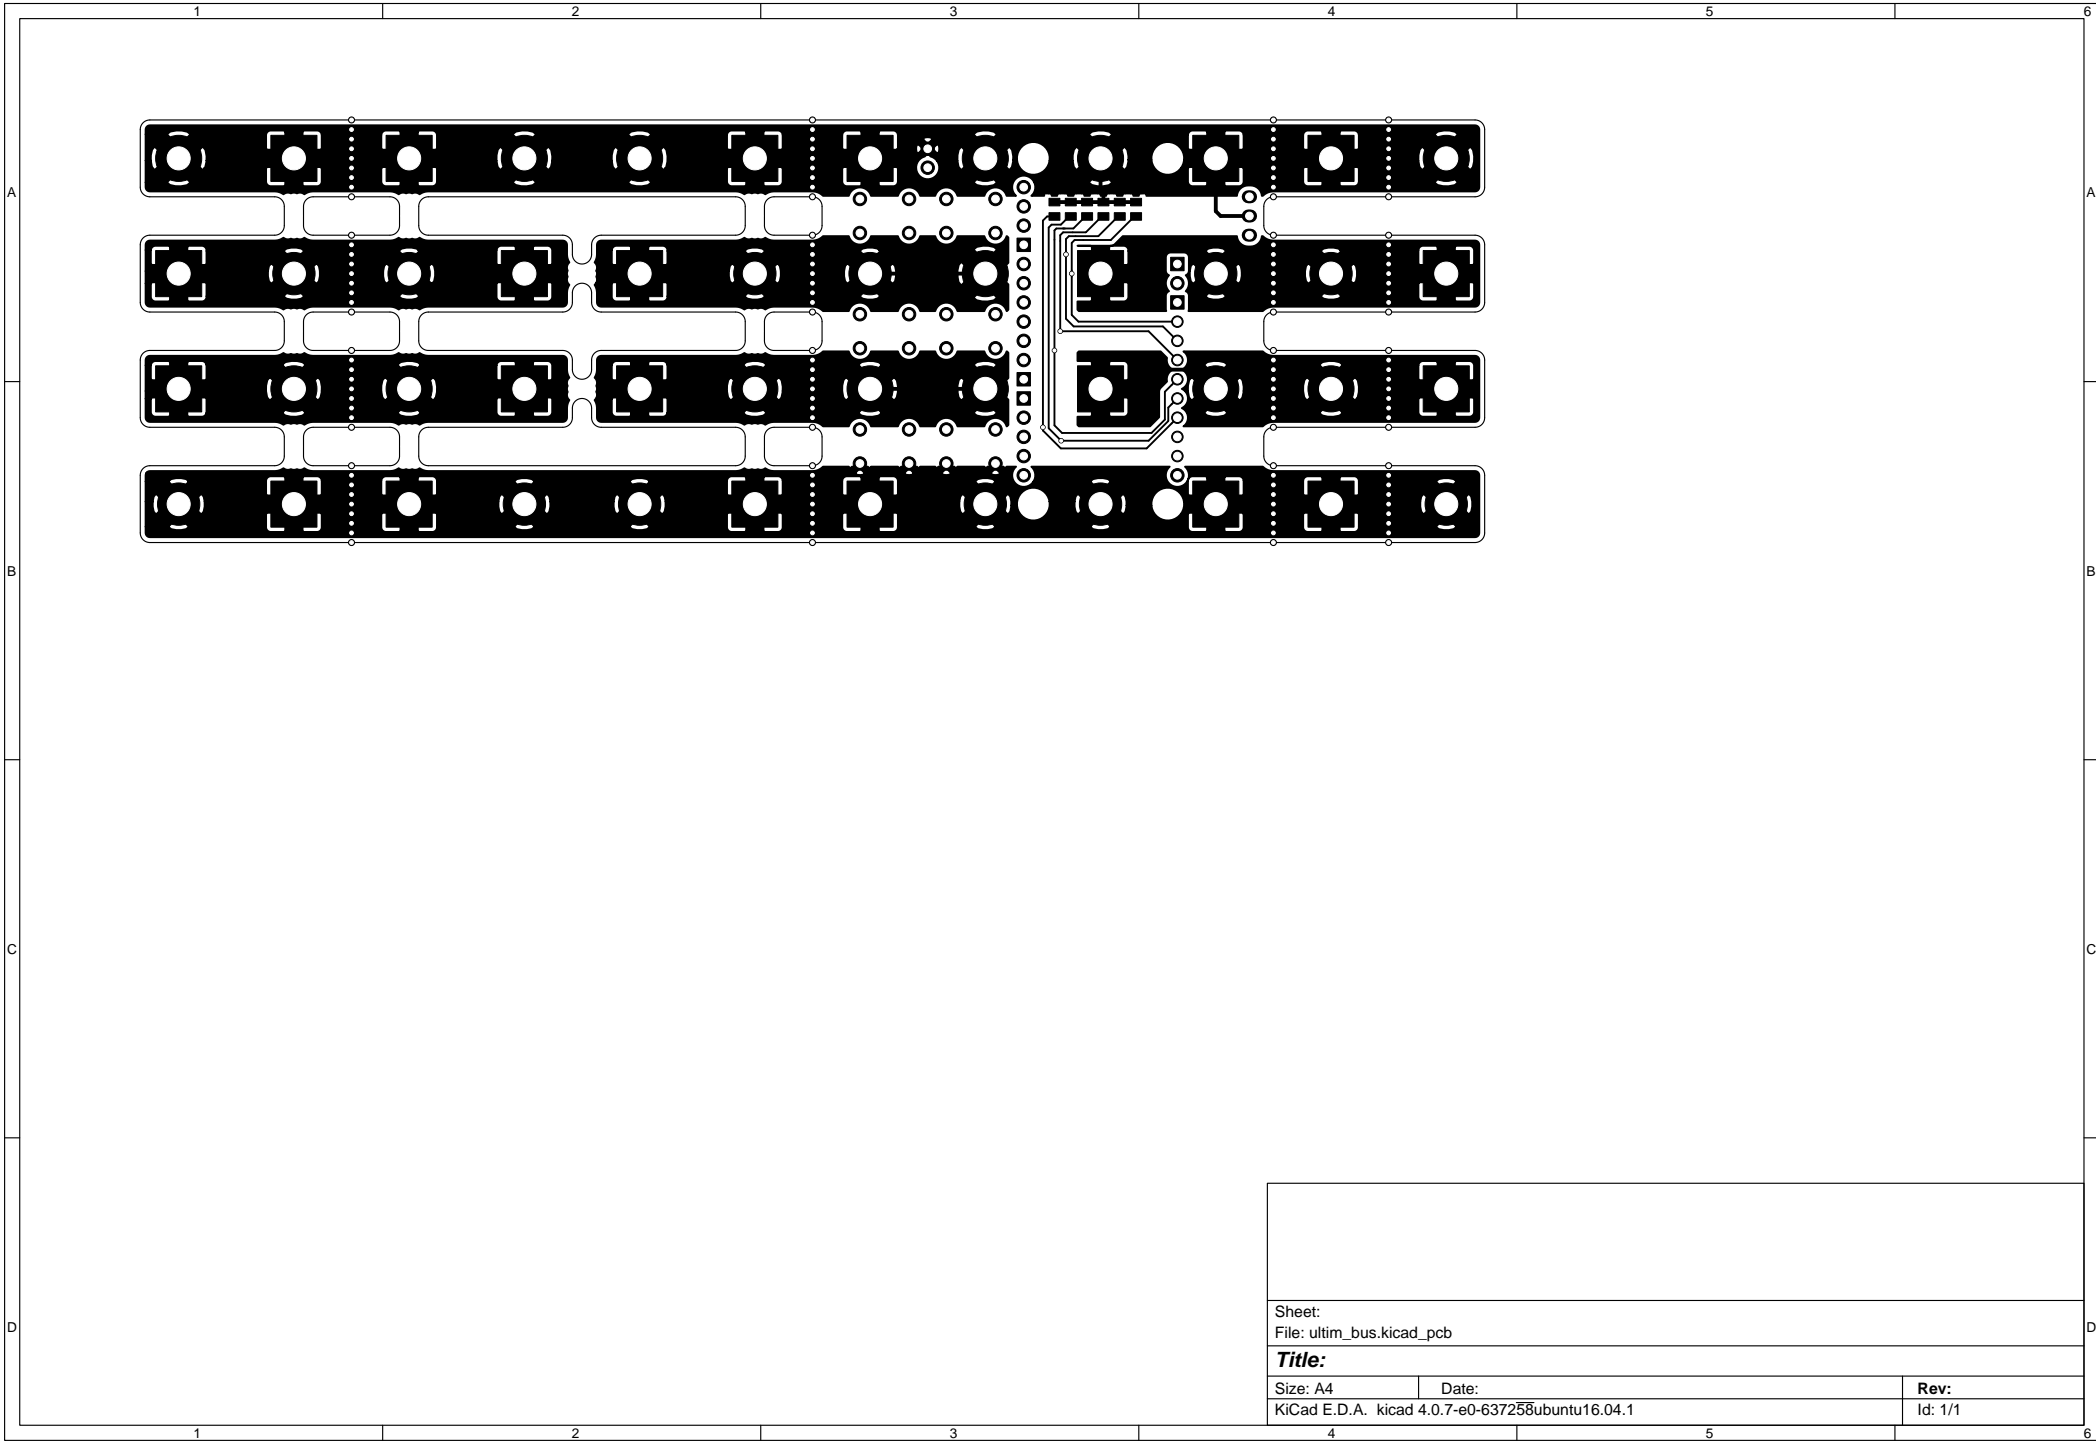 1 2 3 4 5 6
A A
B B
C C
D D
Sheet:
File: ultim_bus.kicad_pcb
Title:
Size: A4 Date: Rev:
KiCad E.D.A. kicad 4.0.7-e0-637258ubuntu16.04.1 Id: 1/1
1 2 3 4 5 6